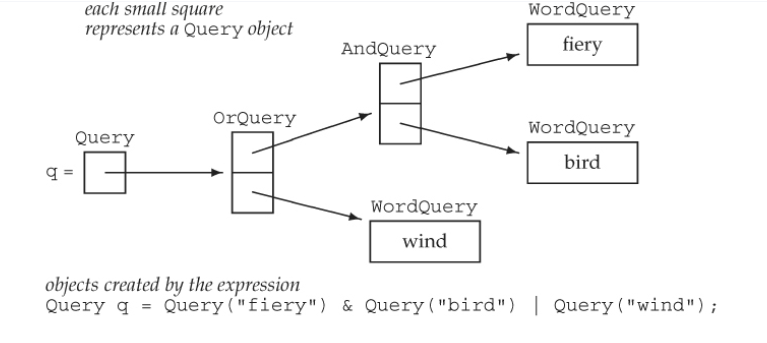 each small square
represents a Query object
WordQuery
fiery
AndQuery
OrQuery
WordQuery
bird
Query
q =
WordQuery
wind
objects created by the expression
Query q = Query("fiery") & Query("bird") | Query("wind");